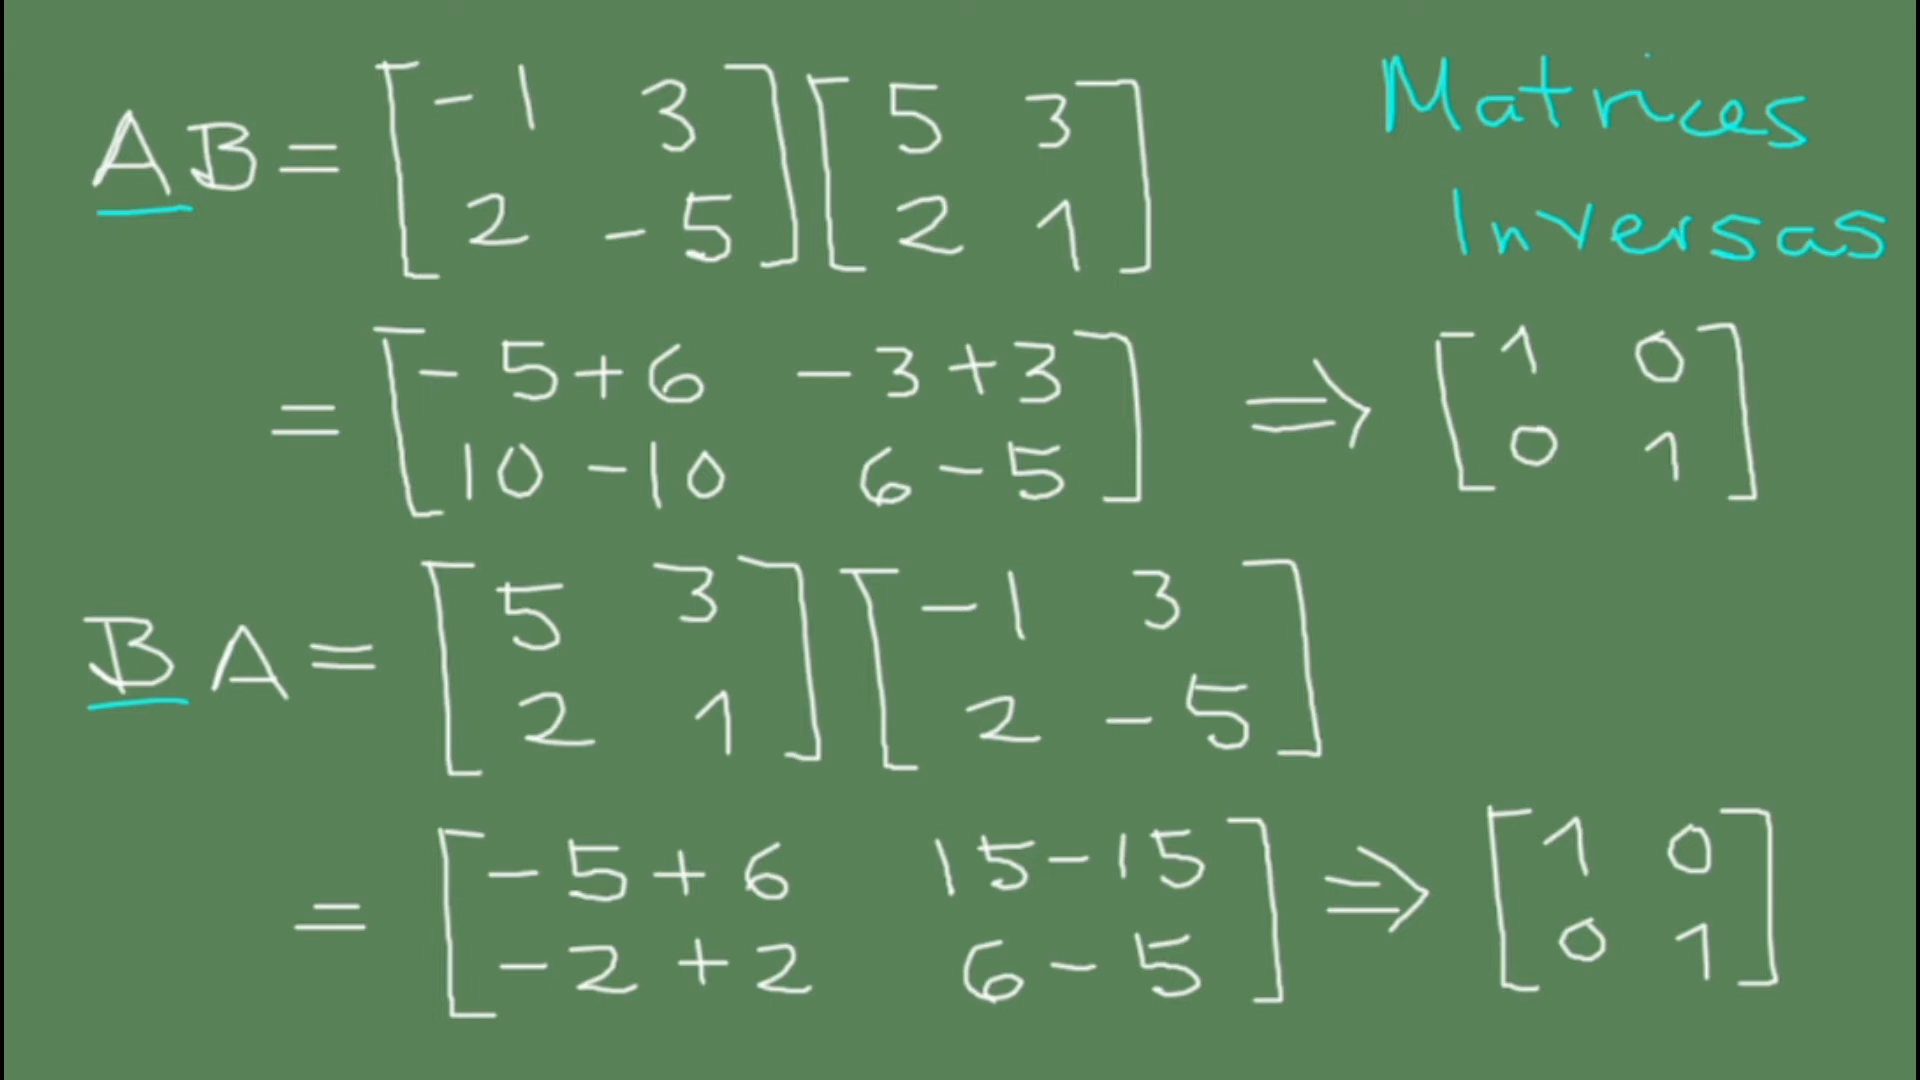 AB = [ -1 3 ] [ 5 3 ] Matrices
[ 2 -5 ] [ 2 1 ] Inversas
= [ -5+6 -3+3 ] ⇒ [ 1 0 ]
[ 10-10 6-5 ] [ 0 1 ]
BA = [ 5 3 ] [ -1 3 ]
[ 2 1 ] [ 2 -5 ]
= [ -5+6 15-15 ] ⇒ [ 1 0 ]
[ -2+2 6-5 ] [ 0 1 ]